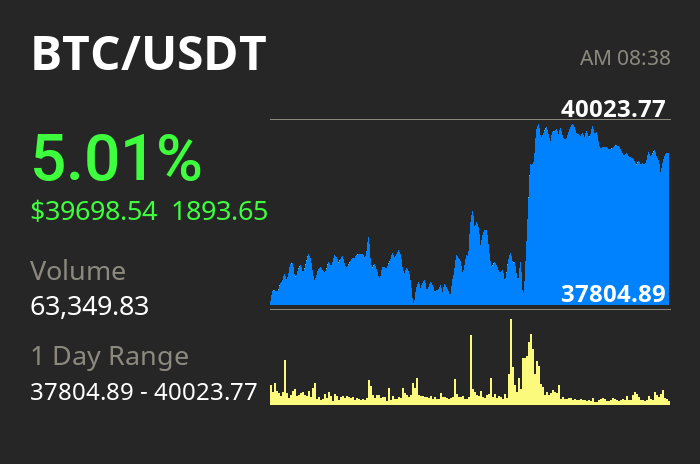 BTC/USDT
AM 08:38
40023.77
5.01%
$39698.54 1893.65
Volume
63,349.83
37804.89
1 Day Range
37804.89 - 40023.77